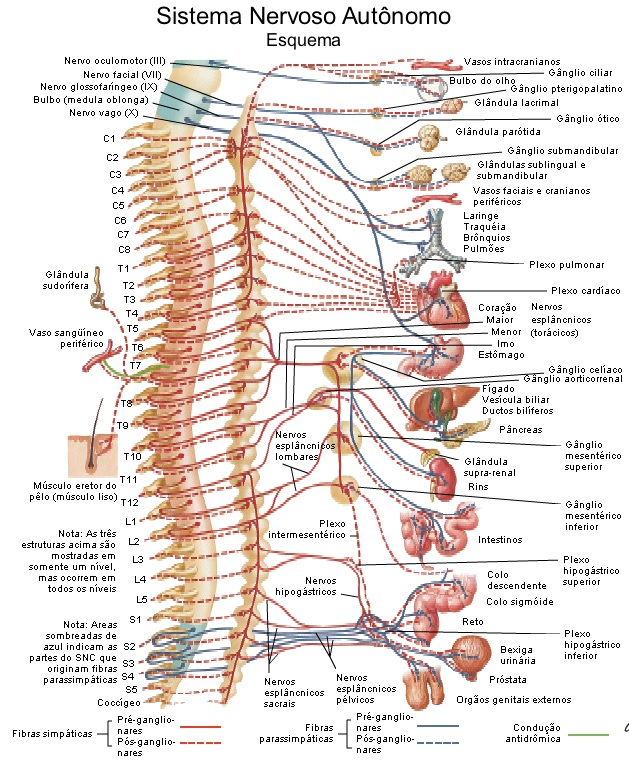 Sistema Nervoso Autônomo
Esquema
Nervo oculomotor (III)
Nervo facial (VII)
Nervo glossofaríngeo (IX)
Bulbo (medula oblonga)
Nervo vago (X)
C1
C2
C3
C4
C5
C6
C7
C8
T1
T2
T3
T4
T5
T6
T7
T8
T9
T10
T11
T12
L1
L2
L3
L4
L5
S1
S2
S3
S4
S5
Coccígeo
Glândula
sudorífera
Vaso sangüíneo
periférico
Músculo eretor do
pêlo (músculo liso)
Nota: As três
estruturas acima são
mostradas em
somente um nível,
mas ocorrem em
todos os níveis
Nota: Areas
sombreadas de
azul indicam as
partes do SNC que
originam fibras
parassimpáticas
Vasos intracranianos
Gânglio ciliar
Bulbo do olho
Gânglio pterigopalatino
Glândula lacrimal
Gânglio ótico
Glândula parótida
Gânglio submandibular
Glândulas sublingual e
submandibular
Vasos faciais e cranianos
periféricos
Laringe
Traquéia
Brônquios
Pulmões
Plexo pulmonar
Plexo cardíaco
Coração
Maior
Menor
Imo
Nervos
esplâncnicos
(torácicos)
Estômago
Gânglio celíaco
Gânglio aorticorrenal
Fígado
Vesícula biliar
Ductos bilíferos
Pâncreas
Gânglio
mesentérico
superior
Glândula
supra-renal
Rins
Nervos
esplâncnicos
lombares
Gânglio
mesentérico
inferior
Plexo
intermesentérico
Intestinos
Plexo
hipogástrico
superior
Nervos
hipogástricos
Colo
descendente
Colo sigmóide
Reto
Plexo
hipogástrico
inferior
Bexiga
urinária
Próstata
Orgãos genitais externos
Nervos
esplâncnicos
sacrais
Nervos
esplâncnicos
pélvicos
Fibras simpáticas
Pré-ganglio-
nares
Pós-ganglio-
nares
Fibras
parassimpáticas
Pré-ganglio-
nares
Pós-ganglio-
nares
Condução
antidrômica